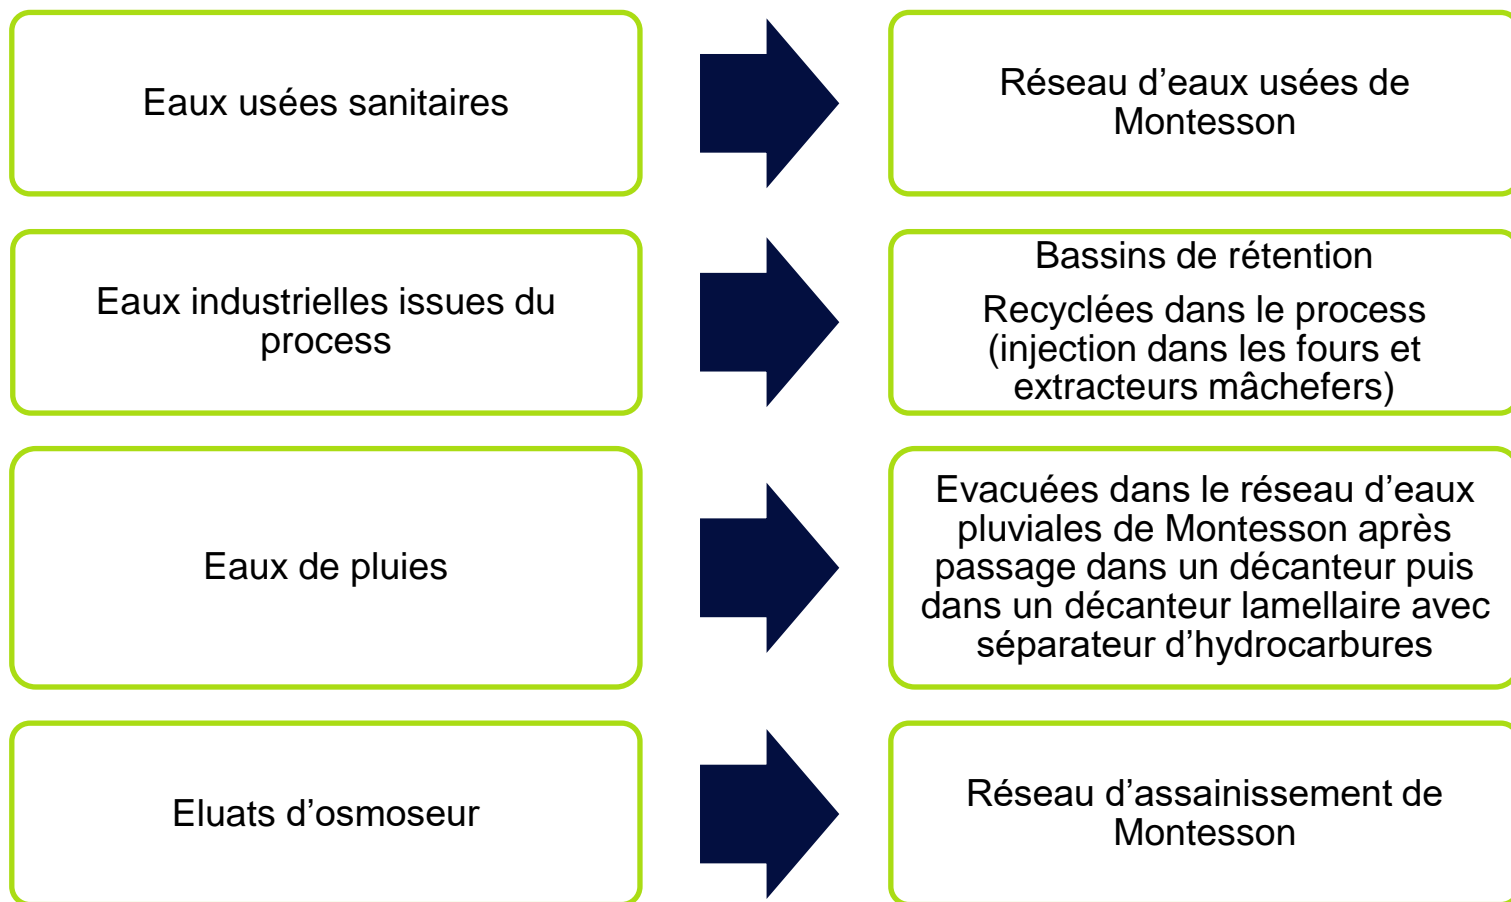 Eaux usées sanitaires
Réseau d’eaux usées de
Montesson
Eaux industrielles issues du
process
Bassins de rétention
Recyclées dans le process
(injection dans les fours et
extracteurs mâchefers)
Eaux de pluies
Evacuées dans le réseau d’eaux
pluviales de Montesson après
passage dans un décanteur puis
dans un décanteur lamellaire avec
séparateur d’hydrocarbures
Eluats d’osmoseur
Réseau d’assainissement de
Montesson